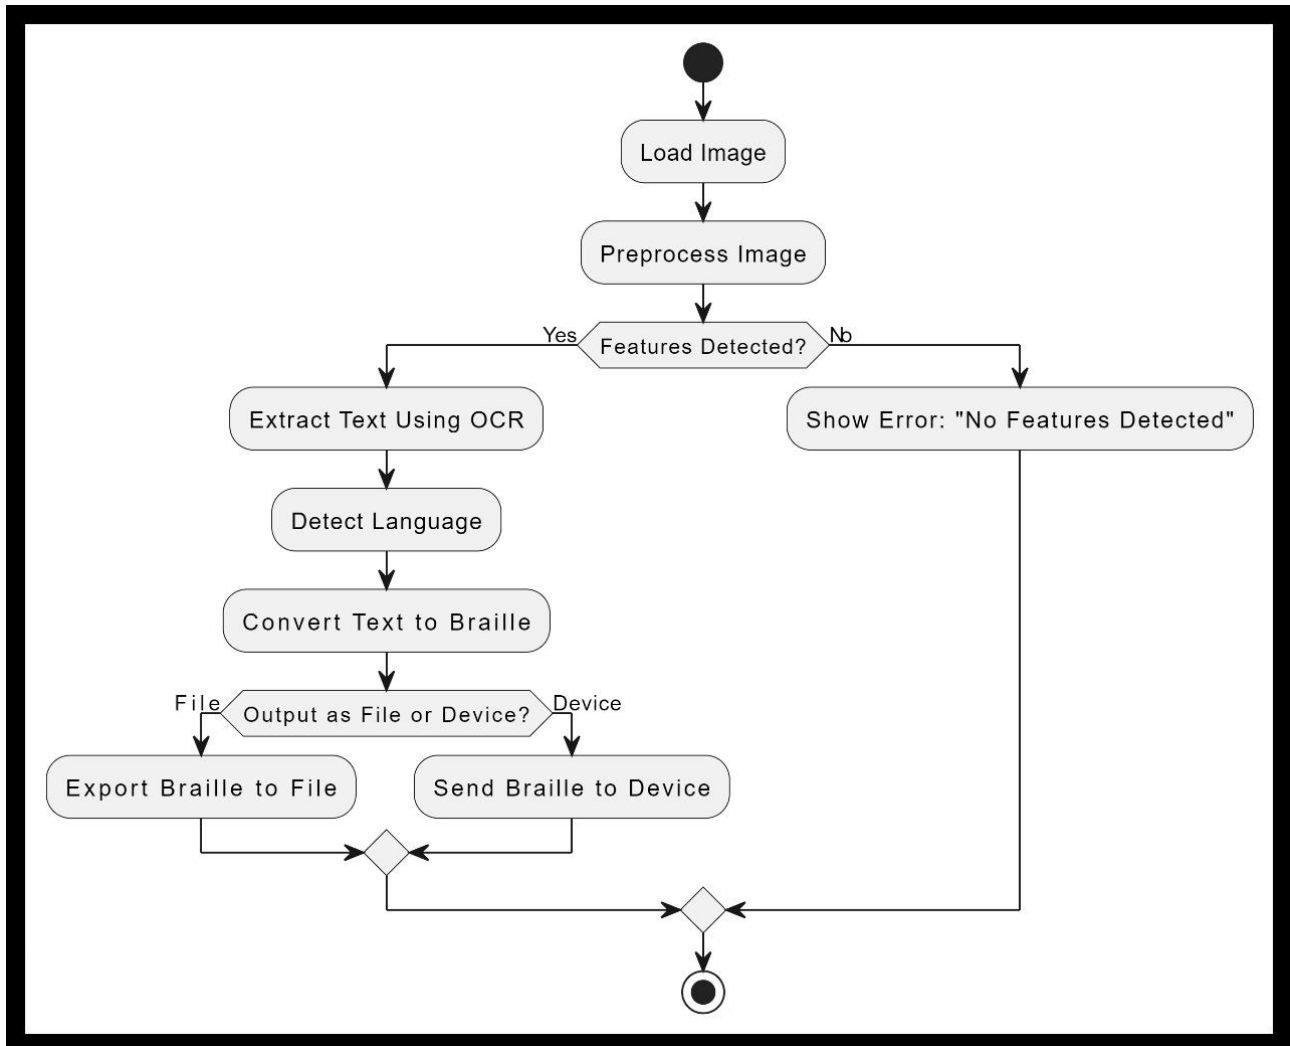 Load Image
Preprocess Image
Yes
Features Detected?
No
Extract Text Using OCR
Show Error: "No Features Detected"
Detect Language
Convert Text to Braille
File
Output as File or Device?
Device
Export Braille to File
Send Braille to Device